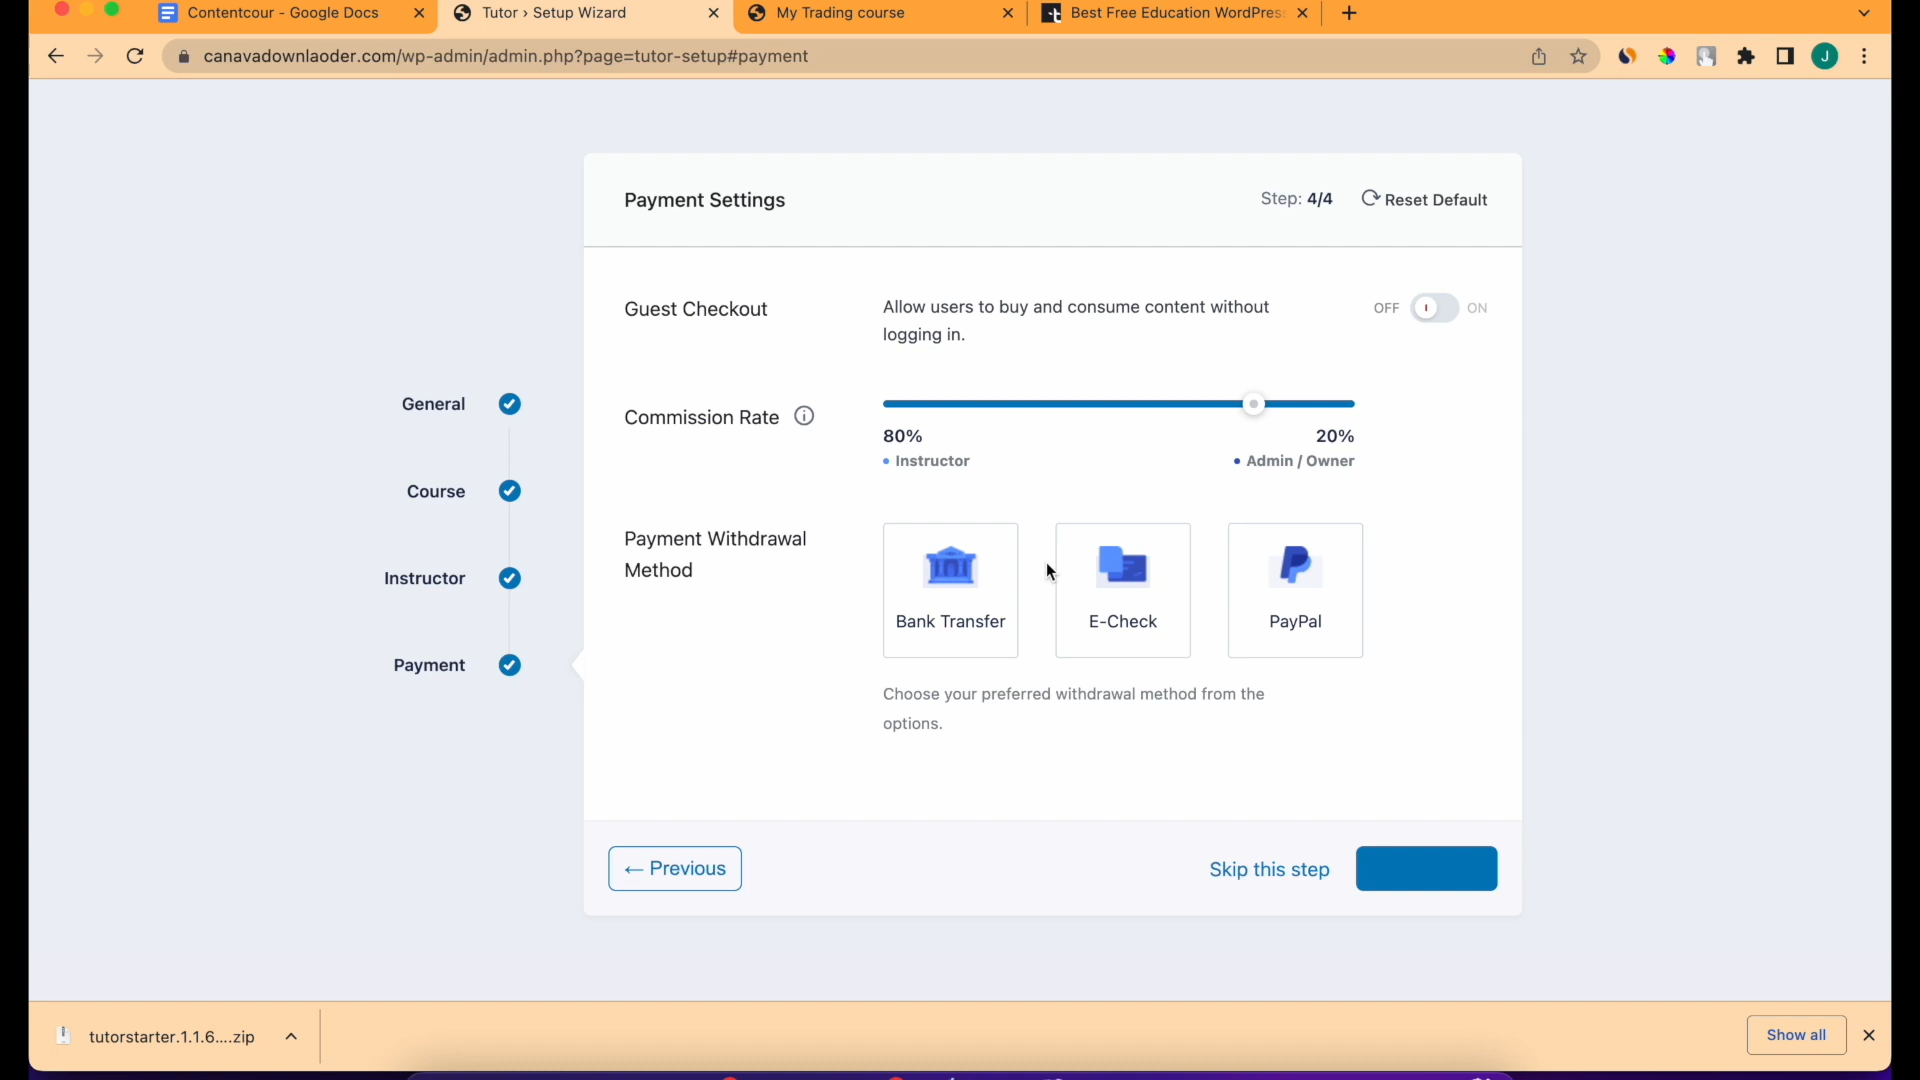 Contentcour - Google Docs
Tutor › Setup Wizard
My Trading course
Best Free Education WordPres
canavadownlaoder.com/wp-admin/admin.php?page=tutor-setup#payment
J
Payment Settings
Step: 4/4
Reset Default
Guest Checkout
Allow users to buy and consume content without
logging in.
OFF
ON
General
Commission Rate
80%
20%
Instructor
Admin / Owner
Course
Payment Withdrawal
Method
Instructor
Bank Transfer
E-Check
PayPal
Payment
Choose your preferred withdrawal method from the
options.
← Previous
Skip this step
tutorstarter.1.1.6....zip
Show all